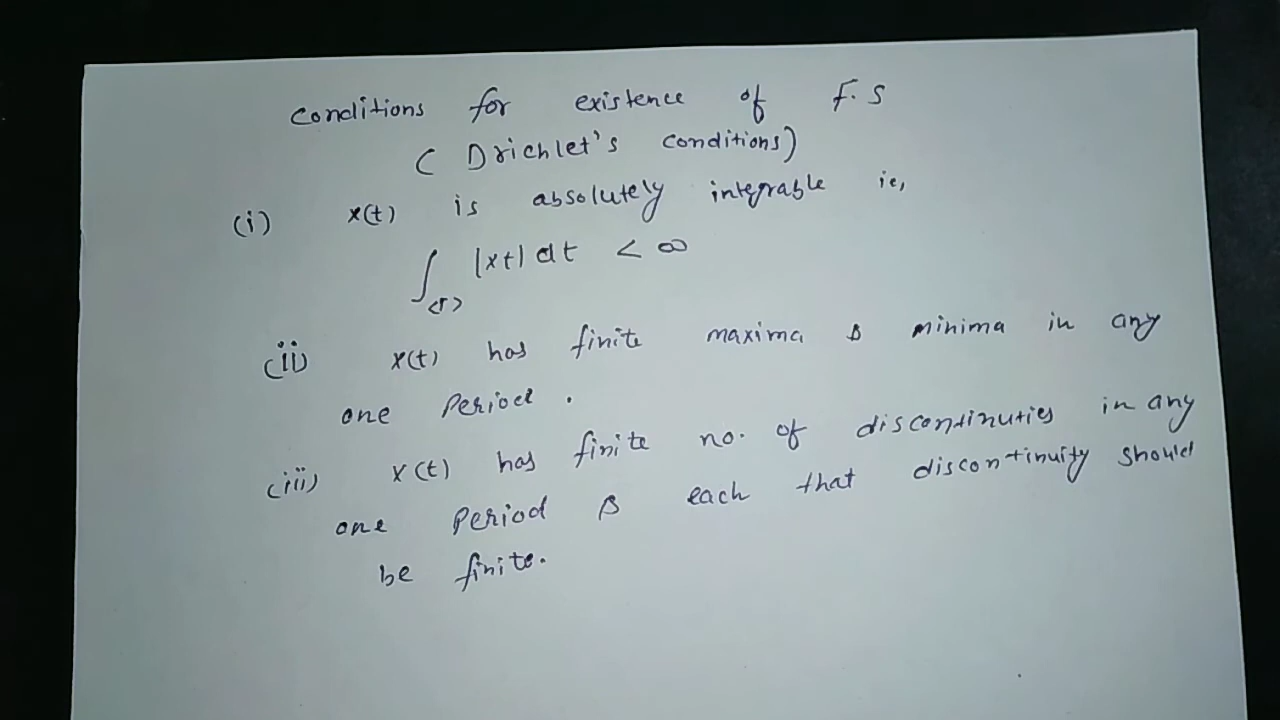 conditions for existence of F.S
( Drichlet's conditions)
(i) x(t) is absolutely integrable ie,
∫<T> |xt| dt < ∞
(ii) x(t) has finite maxima & minima in any
one Period .
(iii) x(t) has finite no. of discontinuties in any
one Period & each that discontinuity should
be finite.